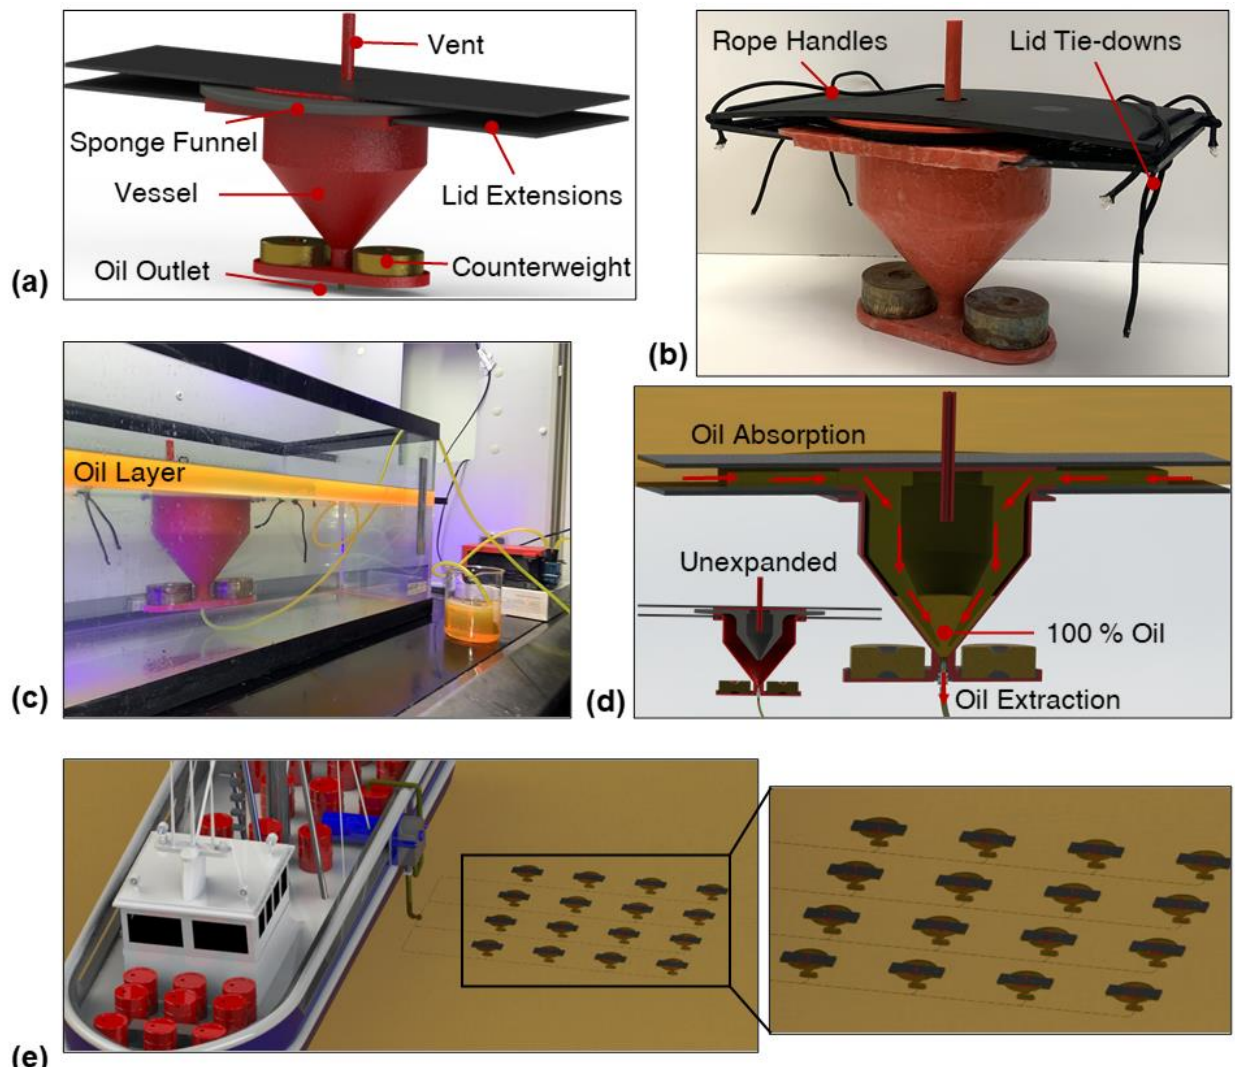 Vent
Sponge Funnel
Vessel
Lid Extensions
Oil Outlet
Counterweight
(a)
Rope Handles
Lid Tie-downs
(b)
Oil Layer
(c)
Oil Absorption
Unexpanded
100 % Oil
Oil Extraction
(d)
(e)